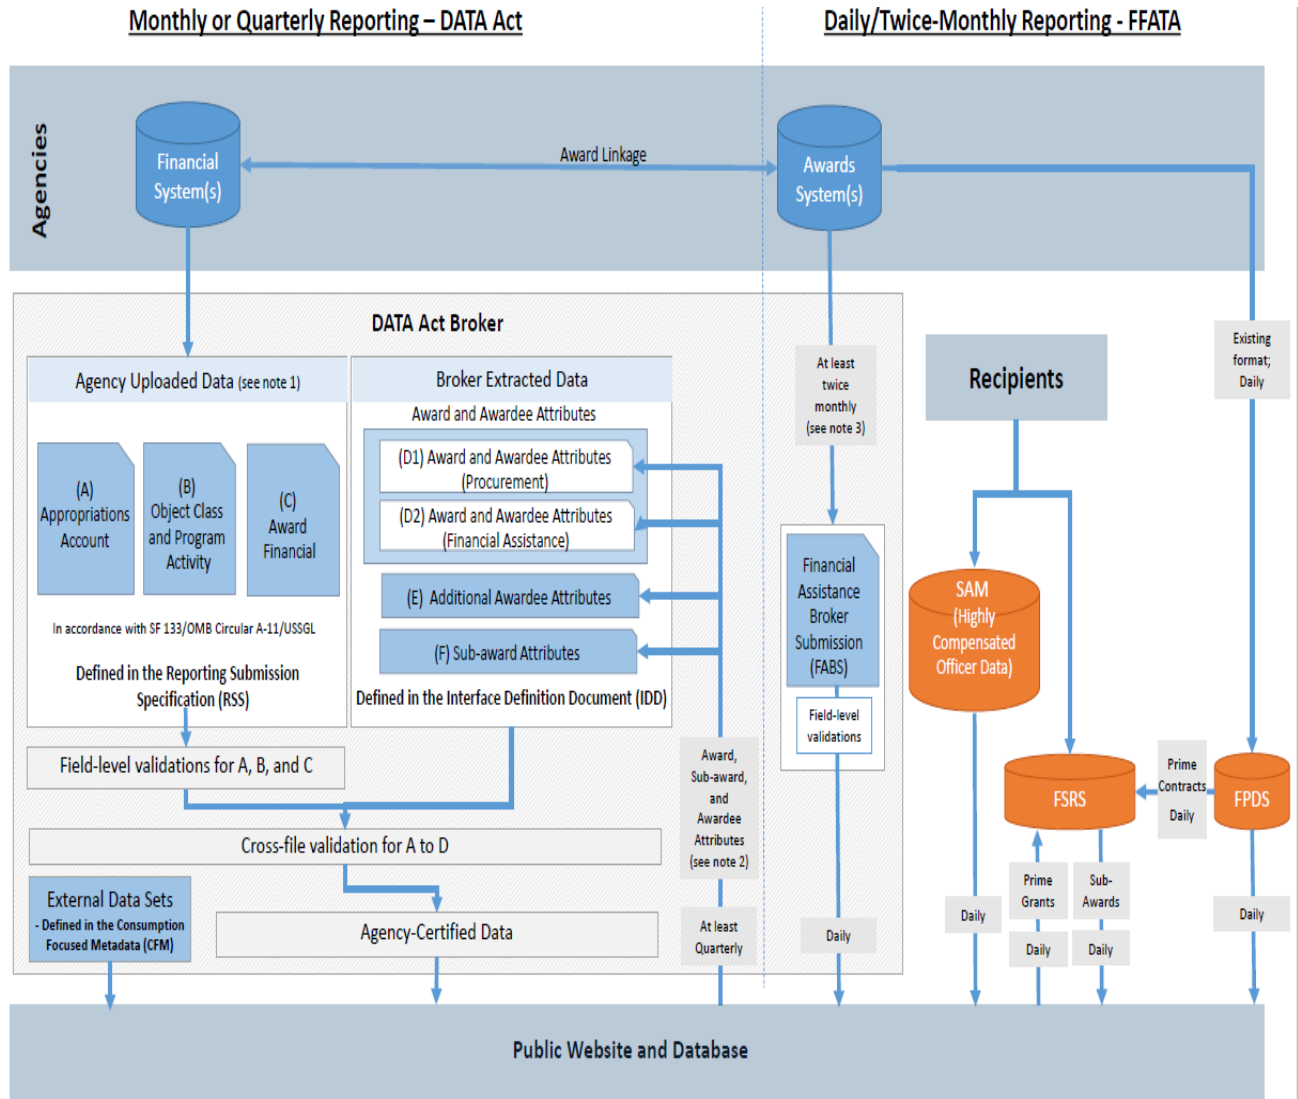 Monthly or Quarterly Reporting – DATA Act
Daily/Twice-Monthly Reporting - FFATA
Agencies
Financial
System(s)
Award Linkage
Awards
System(s)
DATA Act Broker
Agency Uploaded Data (see note 1)
(A)
Appropriations
Account
(B)
Object Class
and Program
Activity
(C)
Award
Financial
In accordance with SF 133/OMB Circular A-11/USSGL
Defined in the Reporting Submission
Specification (RSS)
Broker Extracted Data
Award and Awardee Attributes
(D1) Award and Awardee Attributes
(Procurement)
(D2) Award and Awardee Attributes
(Financial Assistance)
(E) Additional Awardee Attributes
(F) Sub-award Attributes
Defined in the Interface Definition Document (IDD)
Field-level validations for A, B, and C
Cross-file validation for A to D
External Data Sets
- Defined in the Consumption
Focused Metadata (CFM)
Agency-Certified Data
Award,
Sub-award,
and
Awardee
Attributes
(see note 2)
At least
Quarterly
At least
twice
monthly
(see note 3)
Financial
Assistance
Broker
Submission
(FABS)
Field-level
validations
Daily
Recipients
Existing
format;
Daily
SAM
(Highly
Compensated
Officer Data)
FSRS
Prime
Contracts
Daily
FPDS
Daily
Prime
Grants
Daily
Sub-
Awards
Daily
Daily
Public Website and Database